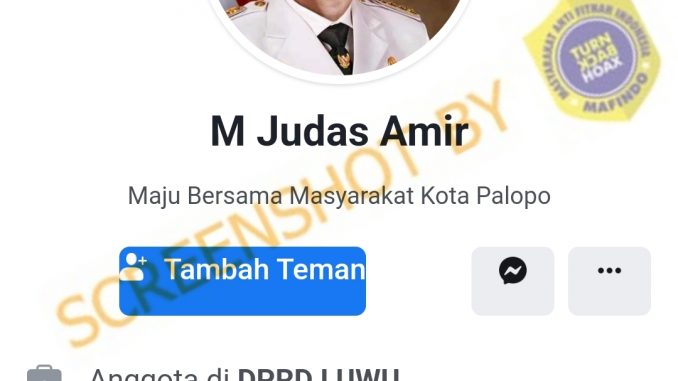 MASYARAKAT ANTI FITNAH INDONESIA
TURN
BACK
HOAX
MAFINDO
M Judas Amir
SCREENSHOT BY
Maju Bersama Masyarakat Kota Palopo
Tambah Teman
Anggota di DPRD LUWU